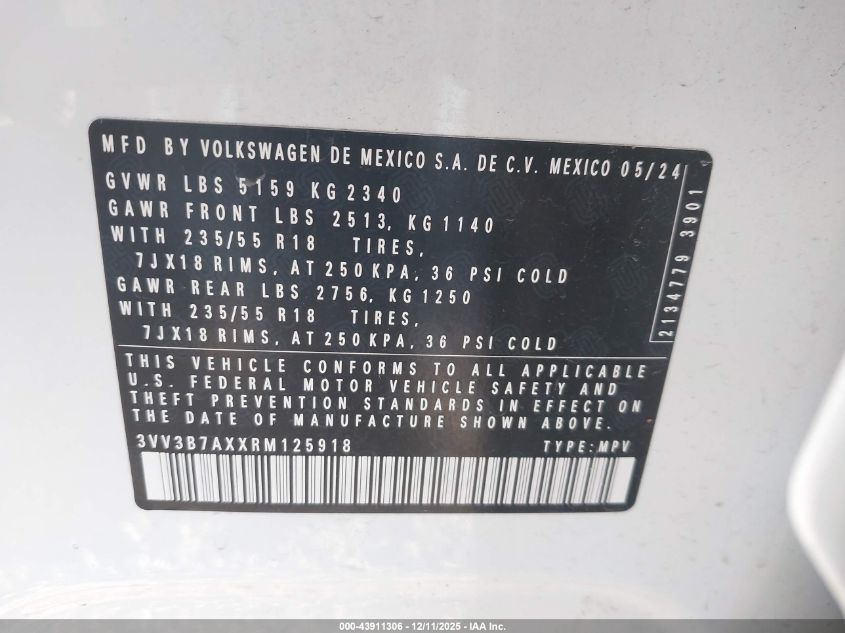 MFD BY VOLKSWAGEN DE MEXICO S.A. DE C.V. MEXICO 05/24
GVWR LBS 5159 KG 2340
GAWR FRONT LBS 2513, KG 1140
WITH 235/55 R18 TIRES,
7JX18 RIMS, AT 250 KPA, 36 PSI COLD
GAWR REAR LBS 2756, KG 1250
WITH 235/55 R18 TIRES,
7JX18 RIMS, AT 250 KPA, 36 PSI COLD
2134779 3901
THIS VEHICLE CONFORMS TO ALL APPLICABLE
U.S. FEDERAL MOTOR VEHICLE SAFETY AND
THEFT PREVENTION STANDARDS IN EFFECT ON
THE DATE OF MANUFACTURE SHOWN ABOVE.
3VV3B7AXXRM125918 TYPE: MPV
000-43911306 - 12/11/2025 - IAA Inc.